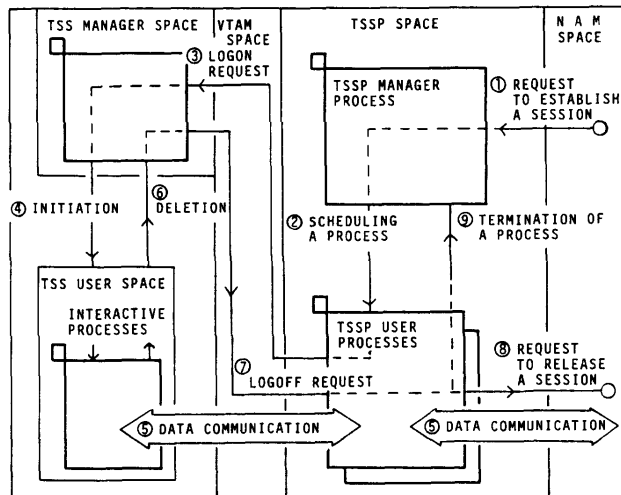 TSS MANAGER SPACE
VTAM
SPACE
TSSP SPACE
N A M
SPACE
③ LOGON
REQUEST
TSSP MANAGER
PROCESS
① REQUEST
TO ESTABLISH
A SESSION
④ INITIATION
⑥
DELETION
② SCHEDULING
A PROCESS
⑨ TERMINATION OF
A PROCESS
TSS USER SPACE
INTERACTIVE
PROCESSES
TSSP USER
PROCESSES
⑦
LOGOFF REQUEST
⑧ REQUEST
TO RELEASE
A SESSION
⑤ DATA COMMUNICATION
⑤ DATA COMMUNICATION